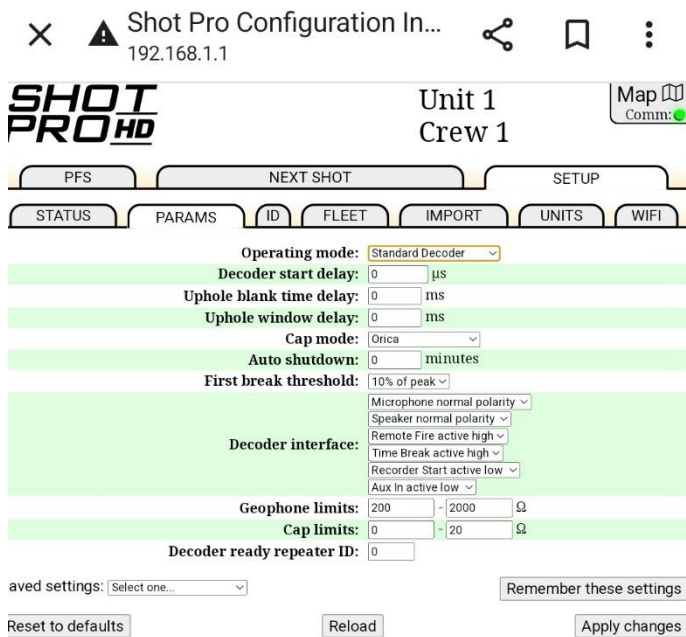 Shot Pro Configuration In...
192.168.1.1
SHOT
PRO HD
Unit 1
Crew 1
Map
Comm:
PFS NEXT SHOT SETUP
STATUS PARAMS ID FLEET IMPORT UNITS WIFI
Operating mode: Standard Decoder
Decoder start delay: 0 µs
Uphole blank time delay: 0 ms
Uphole window delay: 0 ms
Cap mode: Orica
Auto shutdown: 0 minutes
First break threshold: 10% of peak
Decoder interface:
Microphone normal polarity
Speaker normal polarity
Remote Fire active high
Time Break active high
Recorder Start active low
Aux In active low
Geophone limits: 200 - 2000 Ω
Cap limits: 0 - 20 Ω
Decoder ready repeater ID: 0
aved settings: Select one... Remember these settings
Reset to defaults Reload Apply changes